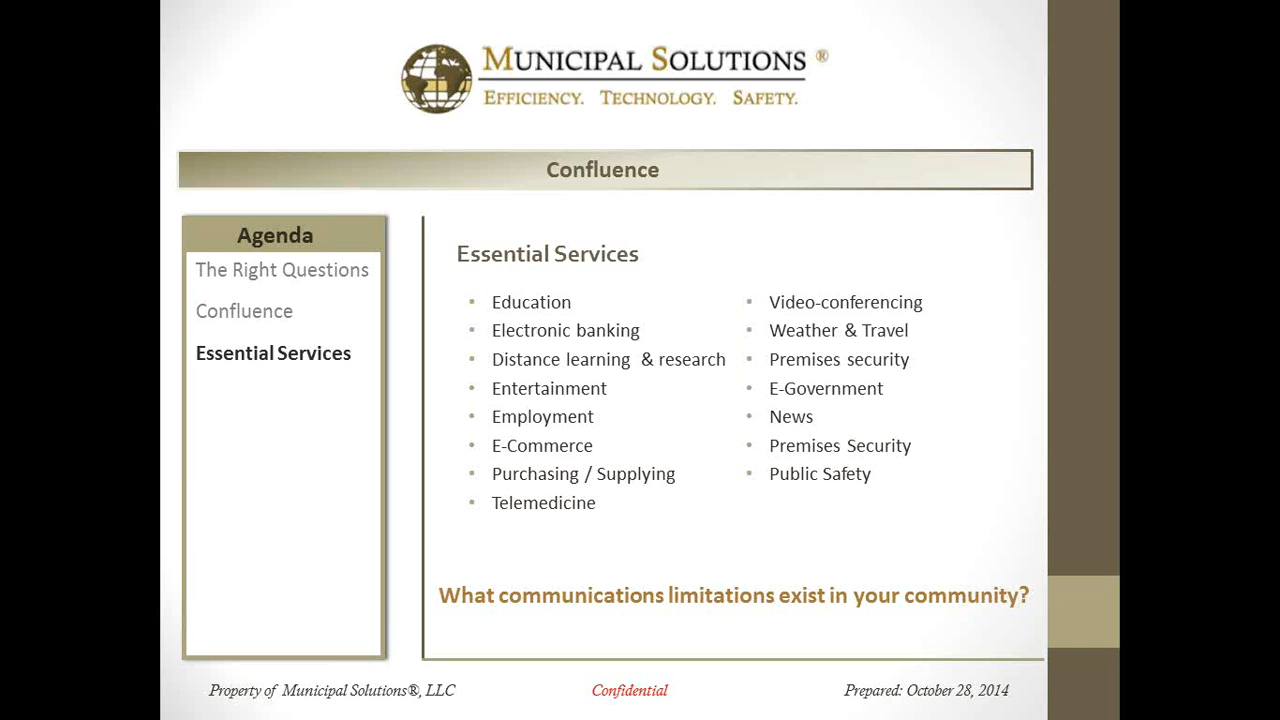 MUNICIPAL SOLUTIONS ®
EFFICIENCY. TECHNOLOGY. SAFETY.
Confluence
Agenda
The Right Questions
Confluence
Essential Services
Essential Services
• Education
• Electronic banking
• Distance learning & research
• Entertainment
• Employment
• E-Commerce
• Purchasing / Supplying
• Telemedicine
• Video-conferencing
• Weather & Travel
• Premises security
• E-Government
• News
• Premises Security
• Public Safety
What communications limitations exist in your community?
Property of Municipal Solutions®, LLC
Confidential
Prepared: October 28, 2014